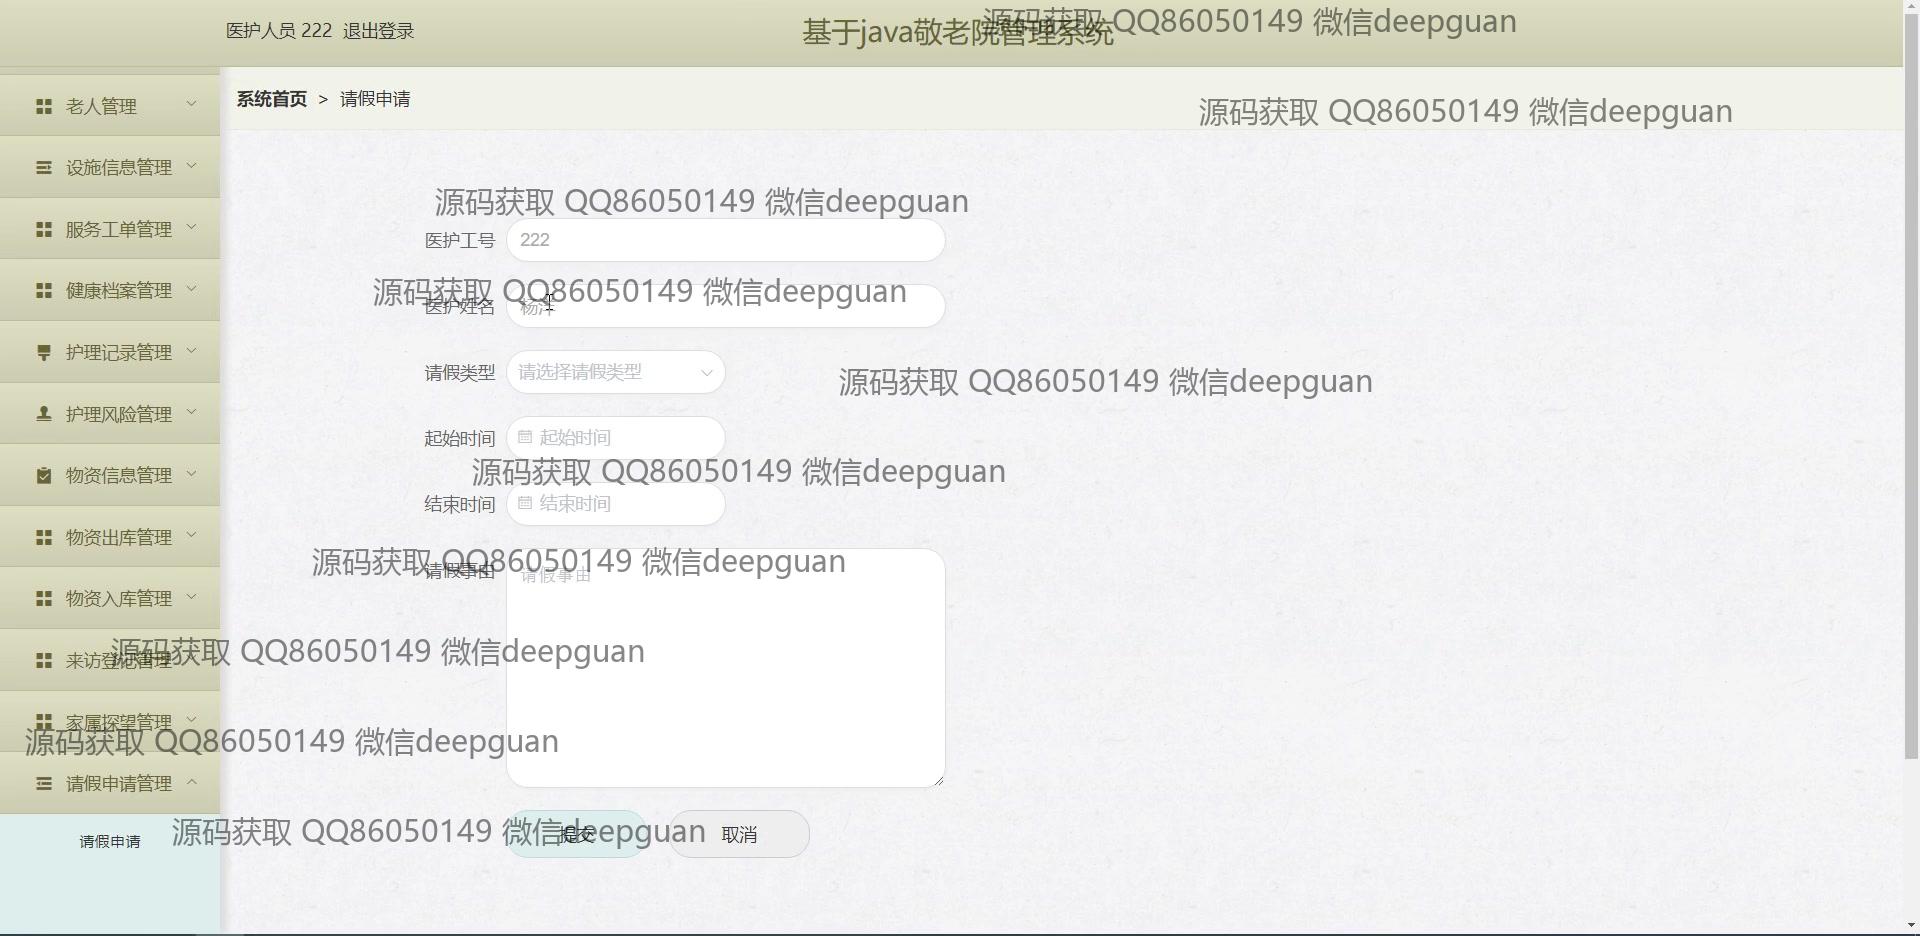 医护人员 222 退出登录
基于java敬老院管理系统
源码获取 QQ86050149 微信deepguan
系统首页 > 请假申请
源码获取 QQ86050149 微信deepguan
老人管理
设施信息管理
服务工单管理
健康档案管理
护理记录管理
护理风险管理
物资信息管理
物资出库管理
物资入库管理
来访登记管理
家属探望管理
请假申请管理
请假申请
源码获取 QQ86050149 微信deepguan
医护工号 222
源码获取 QQ86050149 微信deepguan
医护姓名 杨洋
请假类型 请选择请假类型
源码获取 QQ86050149 微信deepguan
起始时间 起始时间
源码获取 QQ86050149 微信deepguan
结束时间 结束时间
源码获取 QQ86050149 微信deepguan
请假事由 请假事由
源码获取 QQ86050149 微信deepguan
源码获取 QQ86050149 微信deepguan
源码获取 QQ86050149 微信deepguan
提交 取消